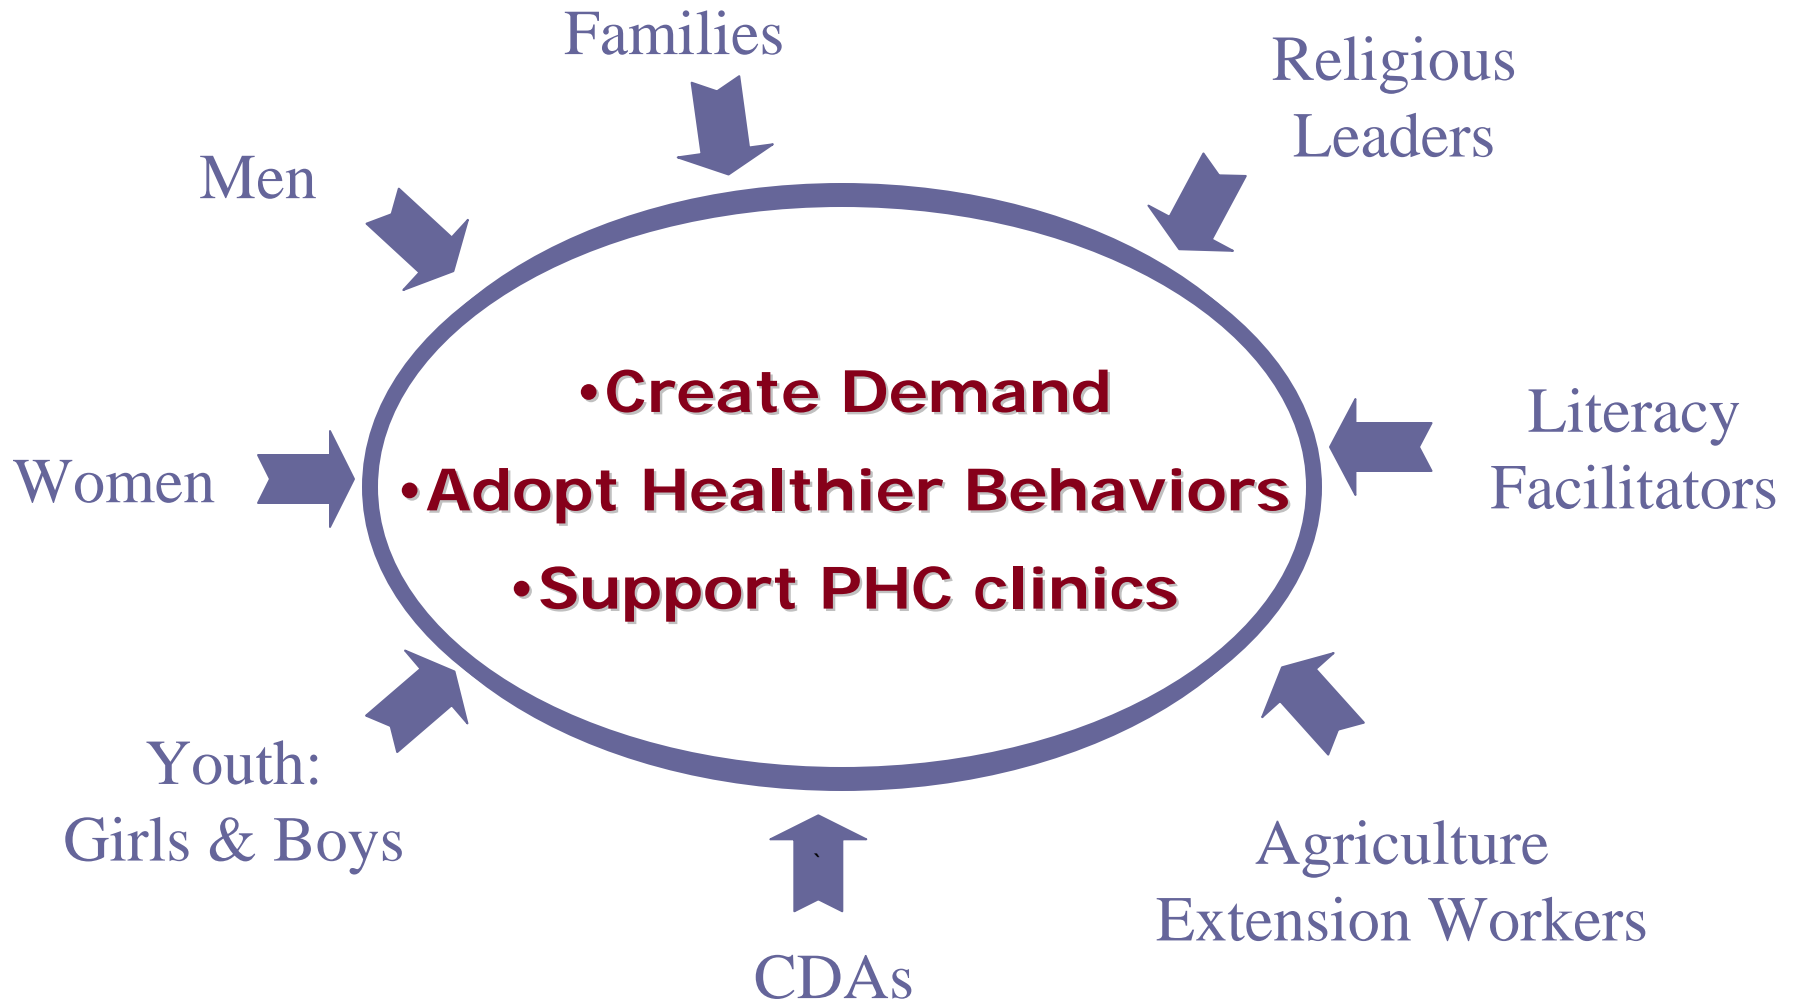 Families
Religious
Leaders
Men
•Create Demand
•Adopt Healthier Behaviors
•Support PHC clinics
Women
Literacy
Facilitators
Youth:
Girls & Boys
`
Agriculture
Extension Workers
CDAs